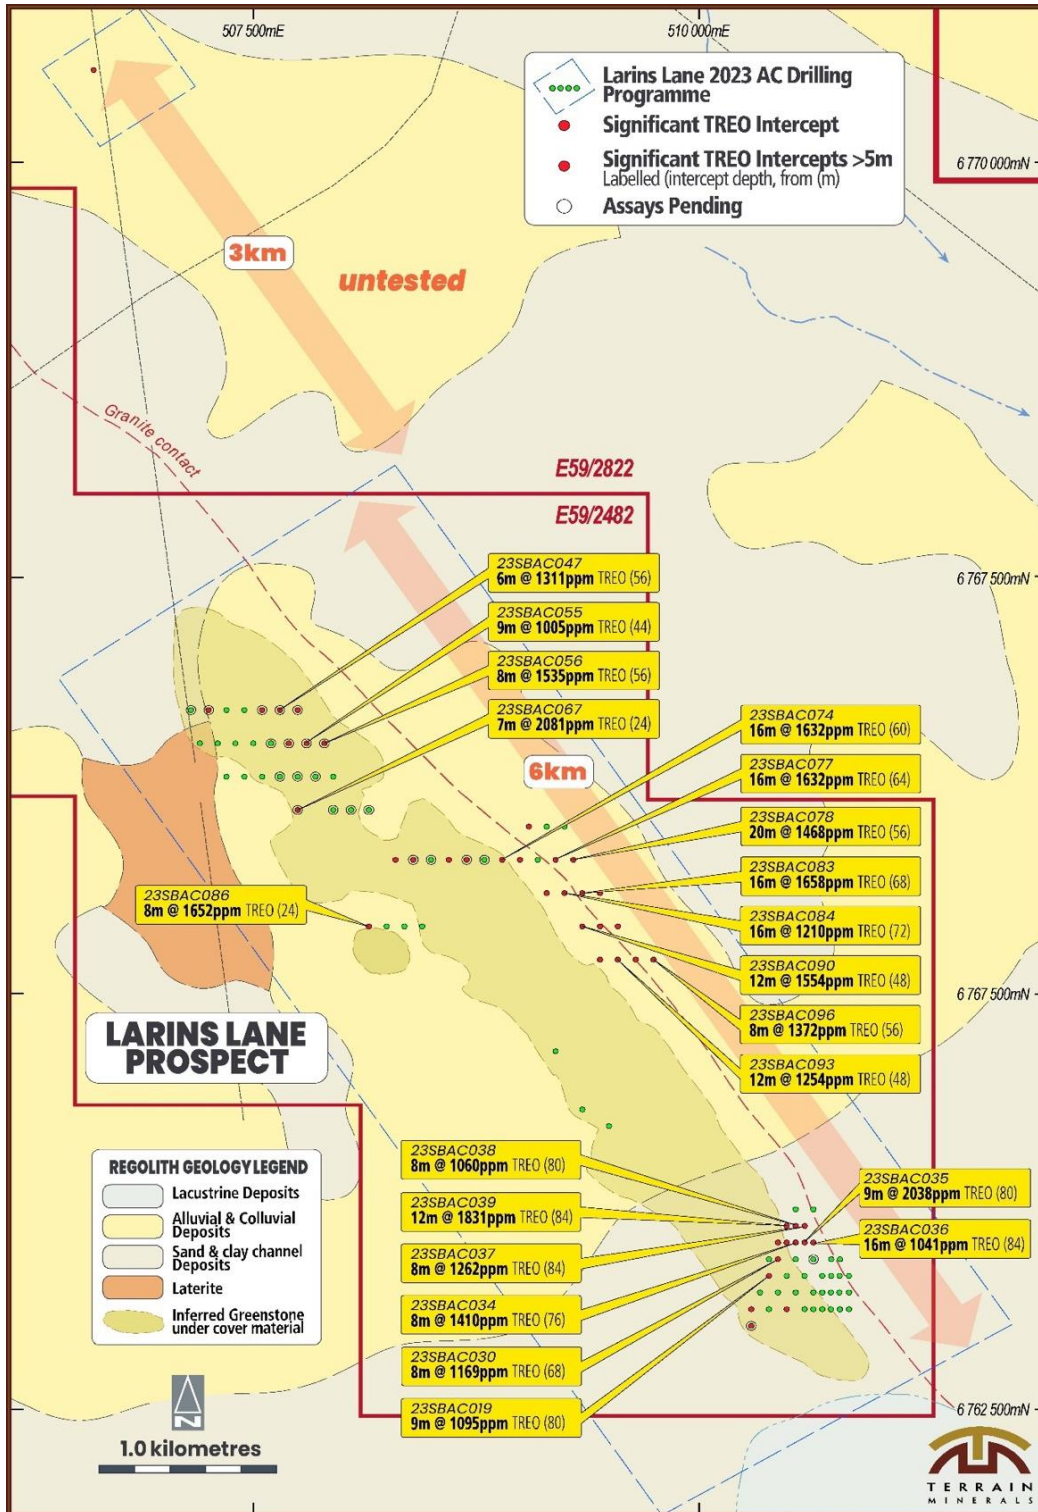 507 500mE
510 000mE
Larins Lane 2023 AC Drilling
Programme
Significant TREO Intercept
Significant TREO Intercepts >5m
Labelled (intercept depth, from (m)
Assays Pending
6 770 000mN
3km
untested
Granite contact
E59/2822
E59/2482
23SBAC047
6m @ 1311ppm TREO (56)
6 767 500mN
23SBAC055
9m @ 1005ppm TREO (44)
23SBAC056
8m @ 1535ppm TREO (56)
23SBAC067
7m @ 2081ppm TREO (24)
23SBAC074
16m @ 1632ppm TREO (60)
6km
23SBAC077
16m @ 1632ppm TREO (64)
23SBAC078
20m @ 1468ppm TREO (56)
23SBAC083
16m @ 1658ppm TREO (68)
23SBAC086
8m @ 1652ppm TREO (24)
23SBAC084
16m @ 1210ppm TREO (72)
23SBAC090
12m @ 1554ppm TREO (48)
6 767 500mN
23SBAC096
8m @ 1372ppm TREO (56)
23SBAC093
12m @ 1254ppm TREO (48)
LARINS LANE
PROSPECT
23SBAC038
8m @ 1060ppm TREO (80)
23SBAC035
9m @ 2038ppm TREO (80)
23SBAC039
12m @ 1831ppm TREO (84)
23SBAC036
16m @ 1041ppm TREO (84)
23SBAC037
8m @ 1262ppm TREO (84)
23SBAC034
8m @ 1410ppm TREO (76)
23SBAC030
8m @ 1169ppm TREO (68)
23SBAC019
9m @ 1095ppm TREO (80)
REGOLITH GEOLOGY LEGEND
Lacustrine Deposits
Alluvial & Colluvial
Deposits
Sand & clay channel
Deposits
Laterite
Inferred Greenstone
under cover material
N
1.0 kilometres
6 762 500mN
TERRAIN
MINERALS